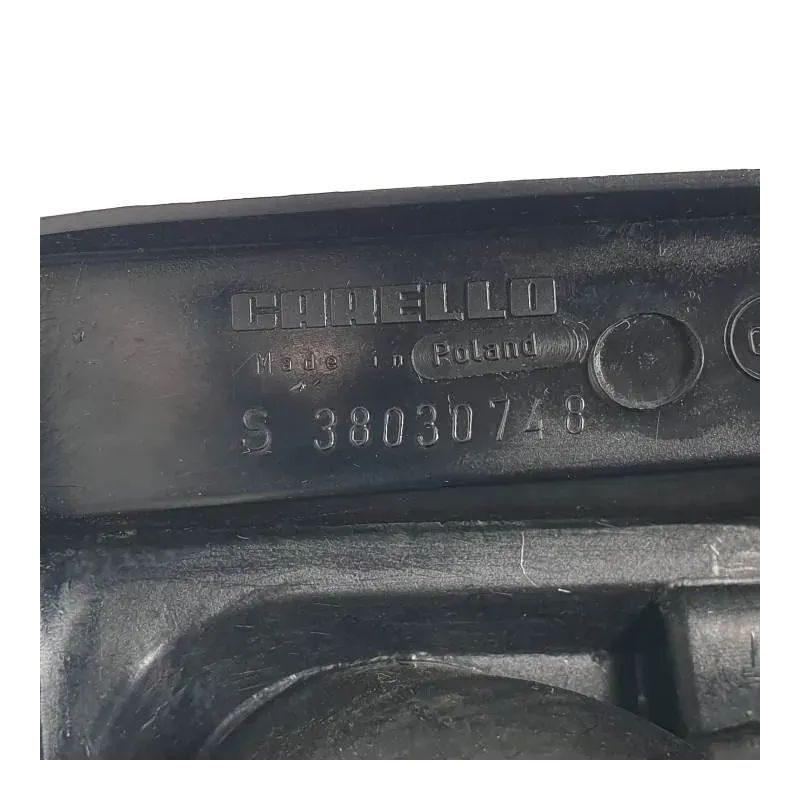 CARELLO
Made in Poland
S 38030748